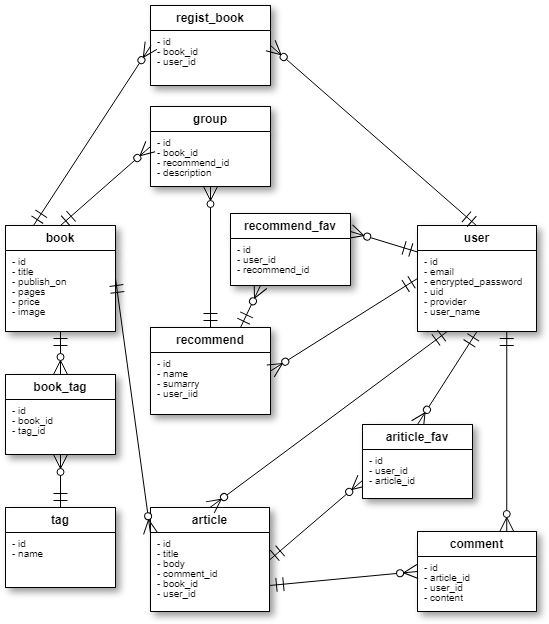 regist_book
- id
- book_id
- user_id
group
- id
- book_id
- recommend_id
- description
recommend_fav
- id
- user_id
- recommend_id
book
- id
- title
- publish_on
- pages
- price
- image
user
- id
- email
- encrypted_password
- uid
- provider
- user_name
recommend
- id
- name
- sumarry
- user_iid
book_tag
- id
- book_id
- tag_id
ariticle_fav
- id
- user_id
- article_id
tag
- id
- name
article
- id
- title
- body
- comment_id
- book_id
- user_id
comment
- id
- article_id
- user_id
- content